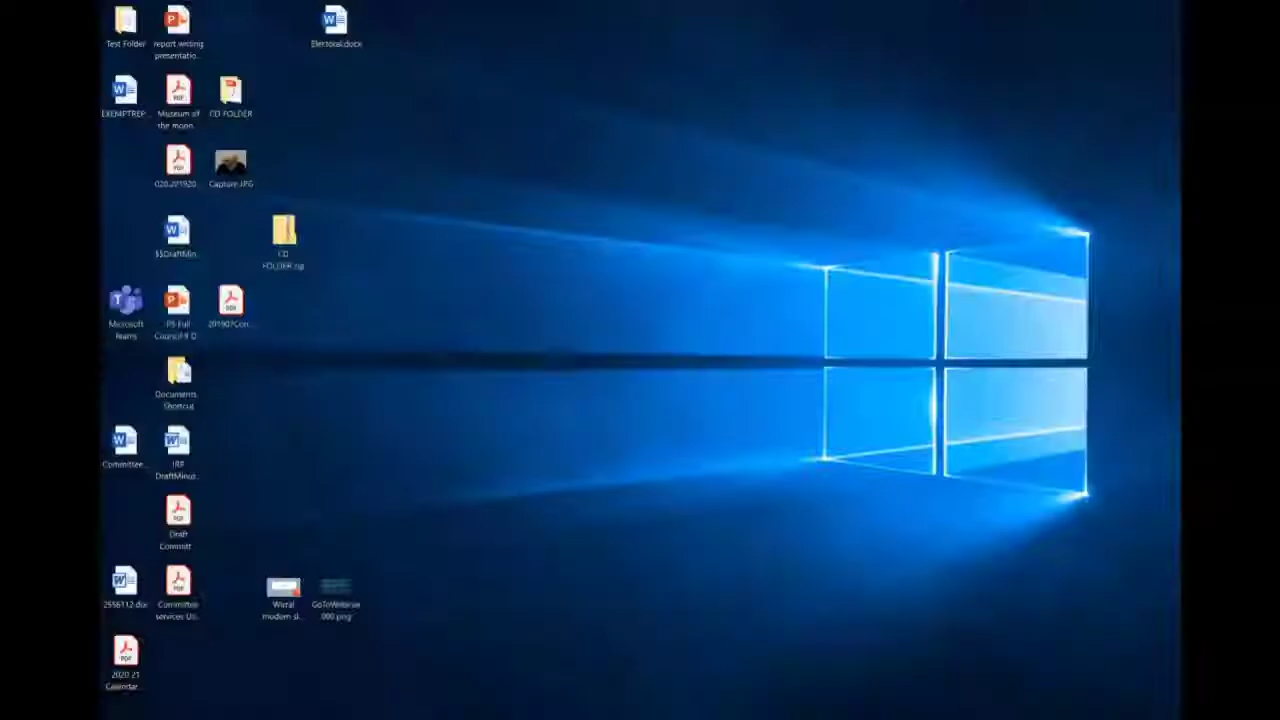 Test Folder
report writing
presentatio...
Electoral.docx
EXEMPTREP...
Museum of
the moon...
CD FOLDER
020.201920...
Capture.JPG
SSDraftMin...
CD
FOLDER.zip
Microsoft
Teams
PS Full
Council 9 D...
201907Con...
Documents
Shortcut
Committee...
IRP
DraftMinut...
Draft
Committ...
2556112.doc
Committee
services Us...
Wirral
modern sl...
GoToWebinar
000.png
2020 21
Calendar...